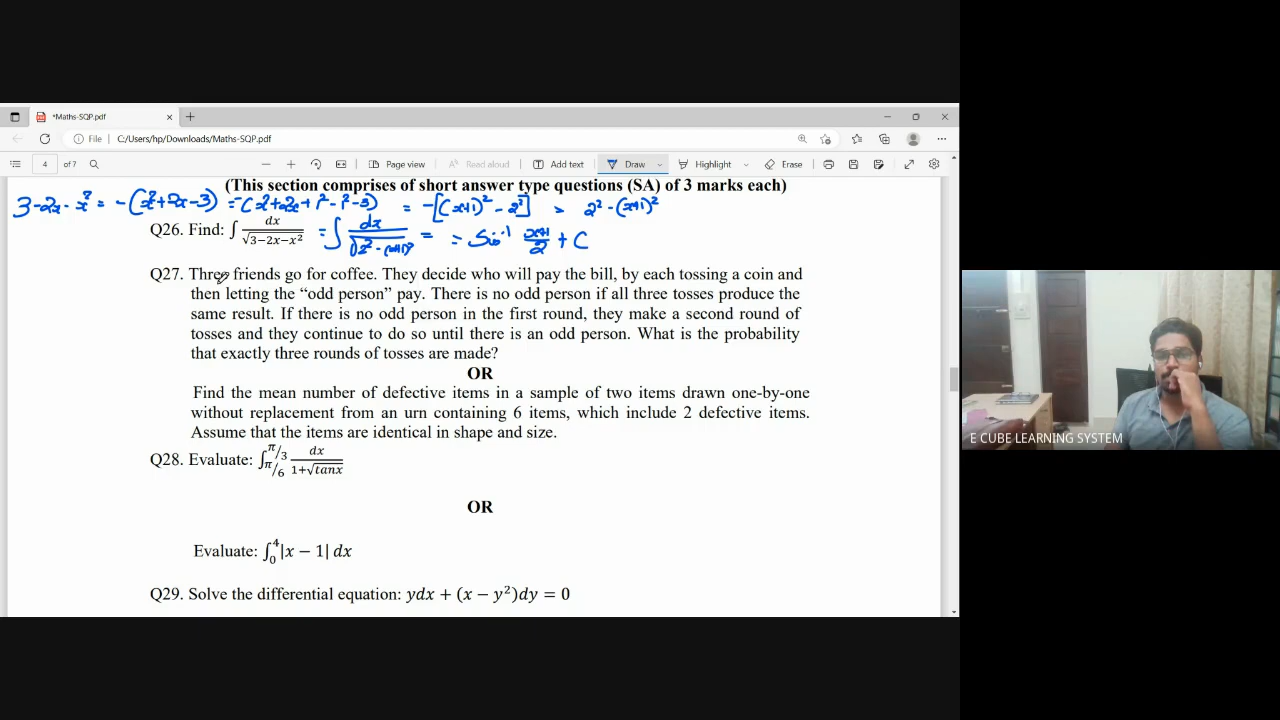 *Maths-SQP.pdf
File C:/Users/hp/Downloads/Maths-SQP.pdf
4 of 7 Page view Read aloud Add text Draw Highlight Erase
(This section comprises of short answer type questions (SA) of 3 marks each)
3-2x-x² = -(x²+2x-3) = -(x²+2x+1²-1²-3) = -[(x+1)²-2²] = 2²-(x+1)²
Q26. Find: ∫ dx/√(3−2x−x²) = ∫ dx/√(2²-(x+1)²) = = Sin⁻¹ (x+1)/2 + C
Q27. Three friends go for coffee. They decide who will pay the bill, by each tossing a coin and
then letting the “odd person” pay. There is no odd person if all three tosses produce the
same result. If there is no odd person in the first round, they make a second round of
tosses and they continue to do so until there is an odd person. What is the probability
that exactly three rounds of tosses are made?
OR
Find the mean number of defective items in a sample of two items drawn one-by-one
without replacement from an urn containing 6 items, which include 2 defective items.
Assume that the items are identical in shape and size.
Q28. Evaluate: ∫_{π/6}^{π/3} dx/(1+√tanx)
OR
Evaluate: ∫₀⁴|x − 1| dx
Q29. Solve the differential equation: ydx + (x − y²)dy = 0
E CUBE LEARNING SYSTEM